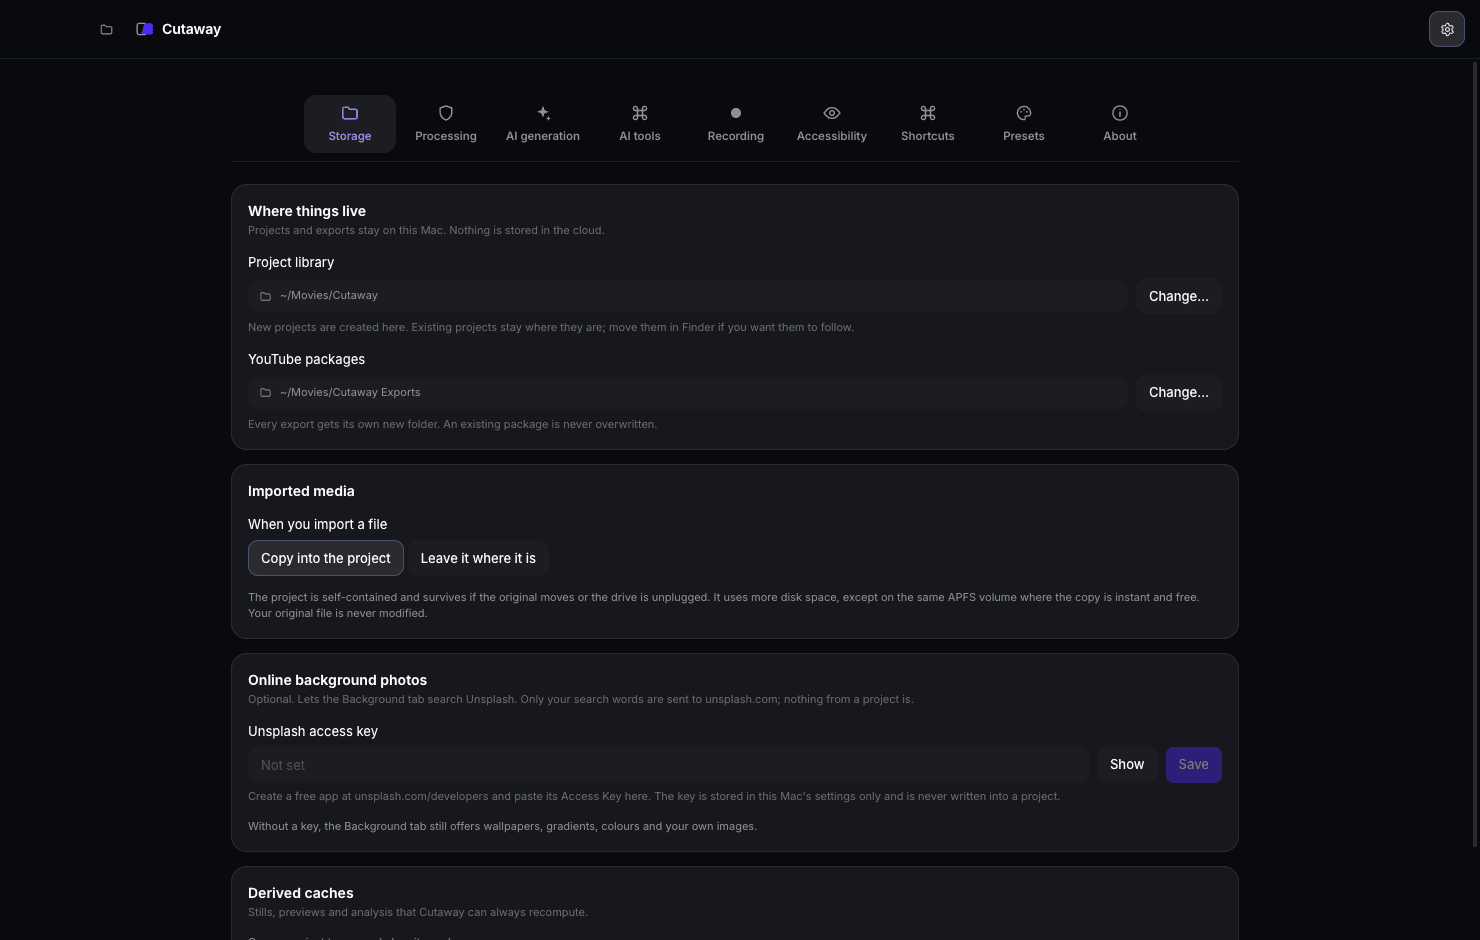 Cutaway
Storage
Processing
AI generation
AI tools
Recording
Accessibility
Shortcuts
Presets
About
Where things live
Projects and exports stay on this Mac. Nothing is stored in the cloud.
Project library
~/Movies/Cutaway
Change...
New projects are created here. Existing projects stay where they are; move them in Finder if you want them to follow.
YouTube packages
~/Movies/Cutaway Exports
Change...
Every export gets its own new folder. An existing package is never overwritten.
Imported media
When you import a file
Copy into the project
Leave it where it is
The project is self-contained and survives if the original moves or the drive is unplugged. It uses more disk space, except on the same APFS volume where the copy is instant and free.
Your original file is never modified.
Online background photos
Optional. Lets the Background tab search Unsplash. Only your search words are sent to unsplash.com; nothing from a project is.
Unsplash access key
Not set
Show
Save
Create a free app at unsplash.com/developers and paste its Access Key here. The key is stored in this Mac's settings only and is never written into a project.
Without a key, the Background tab still offers wallpapers, gradients, colours and your own images.
Derived caches
Stills, previews and analysis that Cutaway can always recompute.